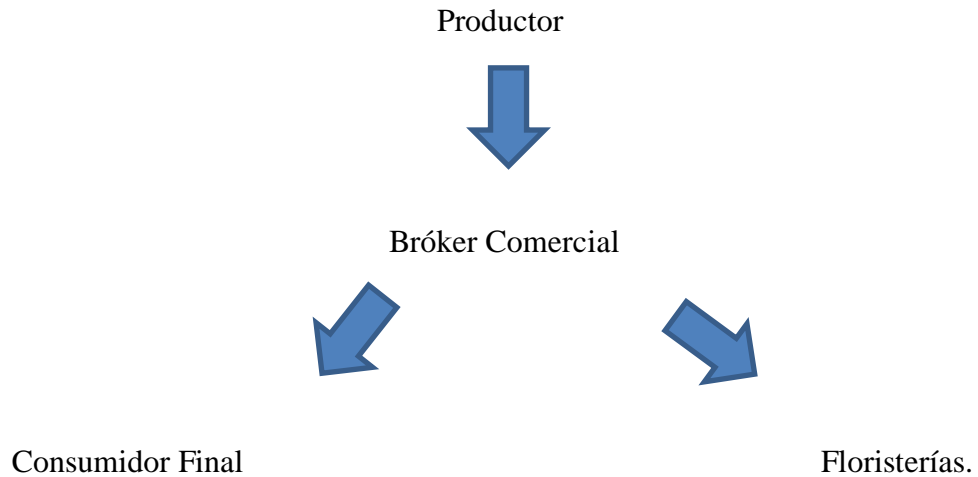 Productor
Bróker Comercial
Consumidor Final
Floristerías.